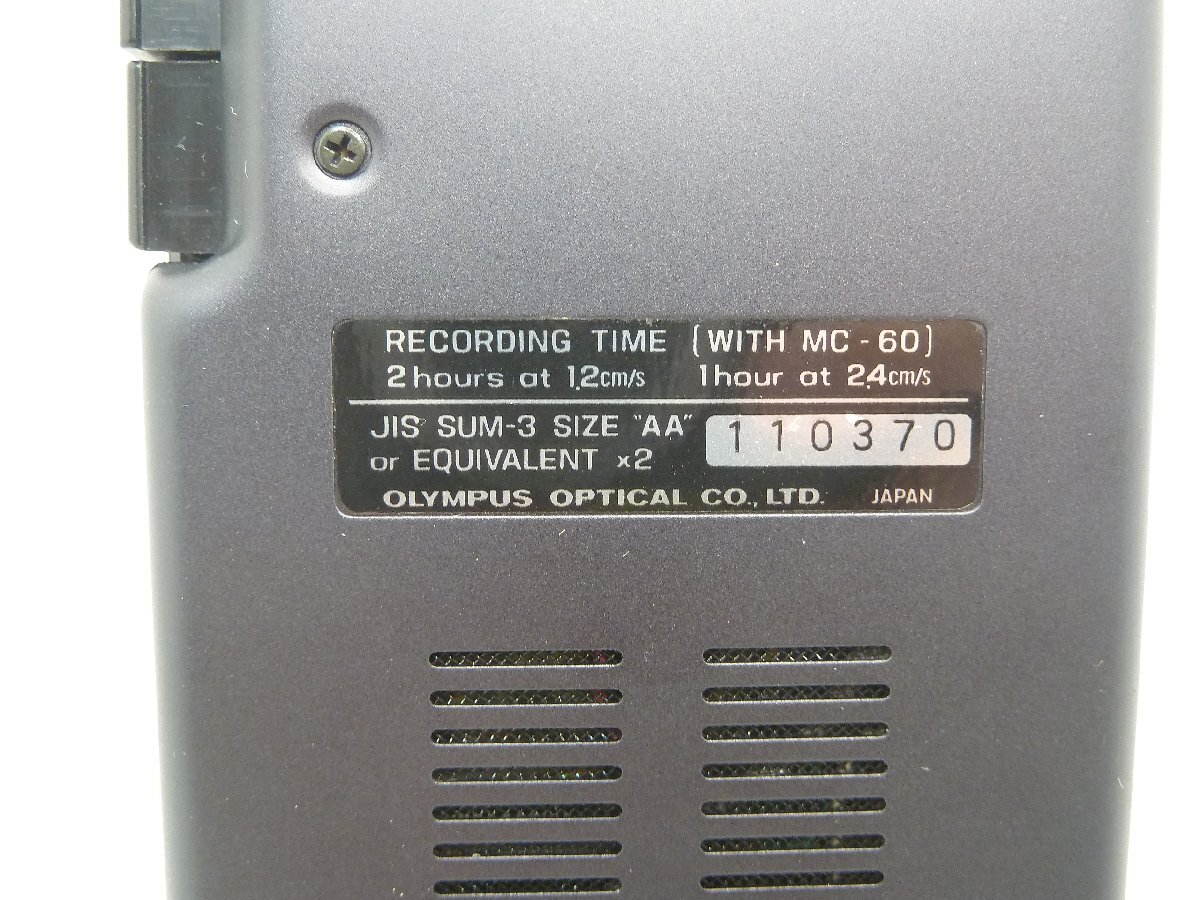 RECORDING TIME [WITH MC-60]
2hours at 1.2cm/s 1hour at 2.4cm/s
JIS SUM-3 SIZE "AA"
or EQUIVALENT x2
110370
OLYMPUS OPTICAL CO., LTD. JAPAN